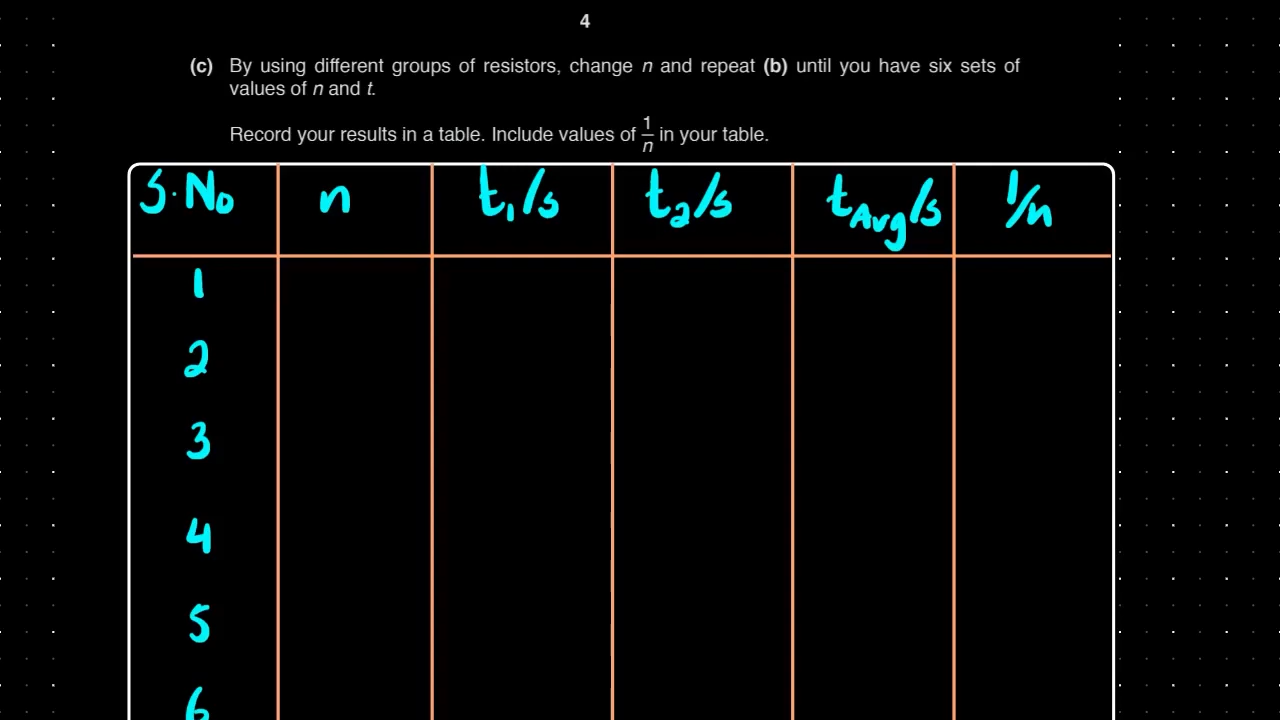 4
(c) By using different groups of resistors, change n and repeat (b) until you have six sets of
values of n and t.
Record your results in a table. Include values of 1/n in your table.
S.No n t₁/s t₂/s tAvg/s 1/n
1
2
3
4
5
6